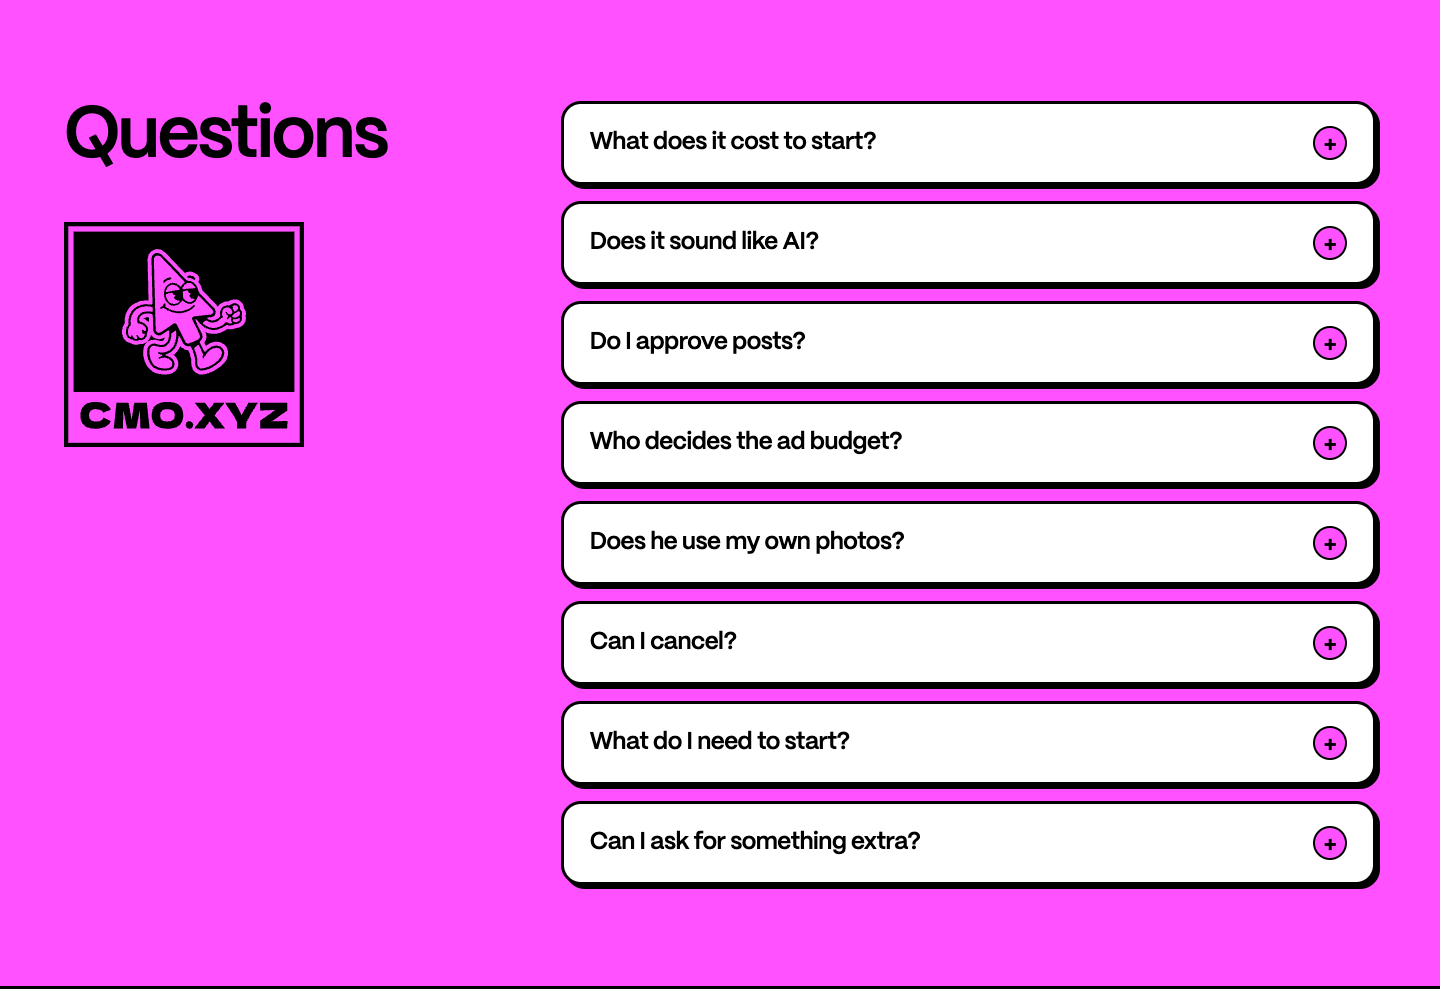 Questions
CMO.XYZ
What does it cost to start?
+
Does it sound like AI?
+
Do I approve posts?
+
Who decides the ad budget?
+
Does he use my own photos?
+
Can I cancel?
+
What do I need to start?
+
Can I ask for something extra?
+